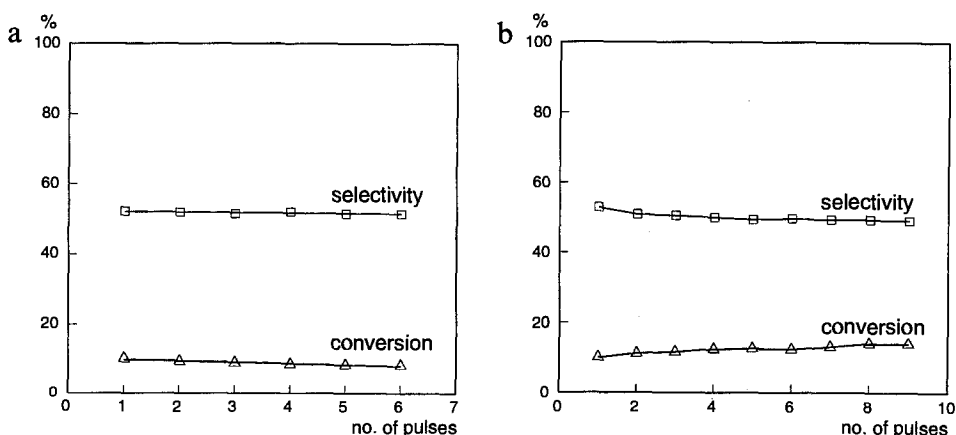 a
%
100
80
60
40
20
0
selectivity
conversion
0 1 2 3 4 5 6 7
no. of pulses
b
%
100
80
60
40
20
0
selectivity
conversion
0 2 4 6 8 10
no. of pulses